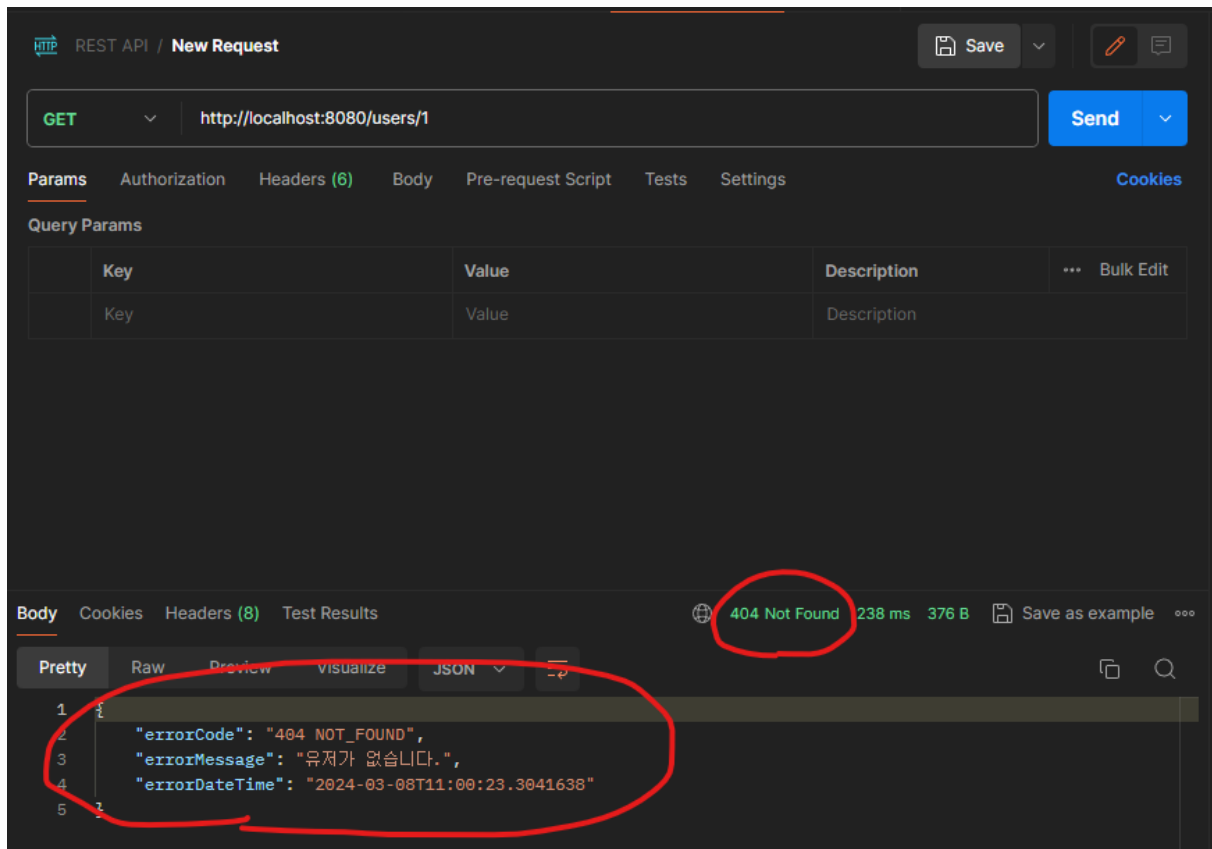 HTTP REST API / New Request Save
GET http://localhost:8080/users/1 Send
Params Authorization Headers (6) Body Pre-request Script Tests Settings Cookies
Query Params
Key Value Description ••• Bulk Edit
Key Value Description
Body Cookies Headers (8) Test Results 404 Not Found 238 ms 376 B Save as example
Pretty Raw Preview Visualize JSON
1 {
2 "errorCode": "404 NOT_FOUND",
3 "errorMessage": "유저가 없습니다.",
4 "errorDateTime": "2024-03-08T11:00:23.3041638"
5 }